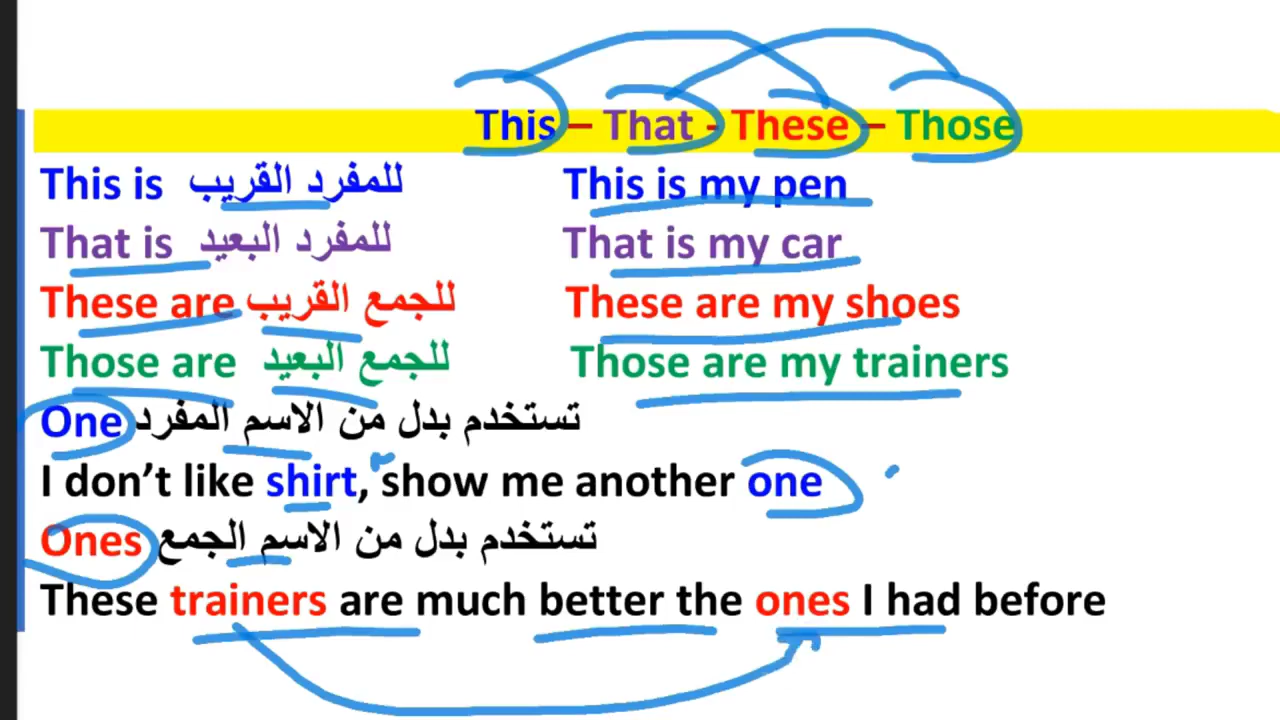 This – That - These – Those
This is للمفرد القريب This is my pen
That is للمفرد البعيد That is my car
These are للجمع القريب These are my shoes
Those are للجمع البعيد Those are my trainers
One تستخدم بدل من الاسم المفرد
I don’t like shirt, show me another one
Ones تستخدم بدل من الاسم الجمع
These trainers are much better the ones I had before